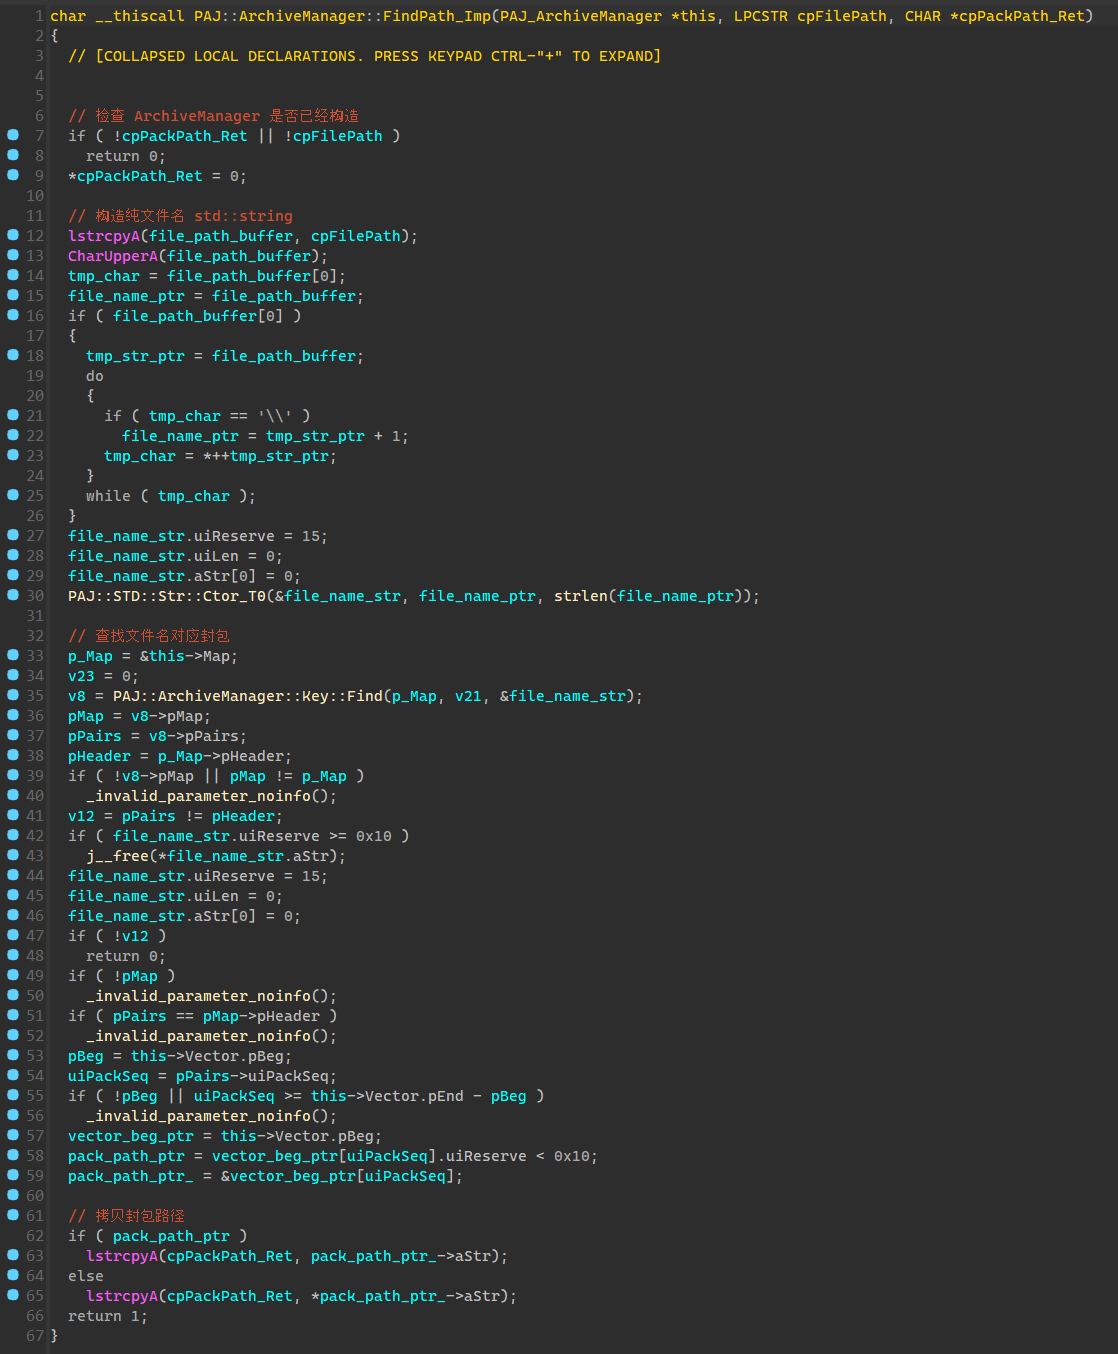 1 char __thiscall PAJ::ArchiveManager::FindPath_Imp(PAJ_ArchiveManager *this, LPCSTR cpFilePath, CHAR *cpPackPath_Ret)
2 {
3 // [COLLAPSED LOCAL DECLARATIONS. PRESS KEYPAD CTRL-"+" TO EXPAND]
4
5
6 // 检查 ArchiveManager 是否已经构造
7 if ( !cpPackPath_Ret || !cpFilePath )
8 return 0;
9 *cpPackPath_Ret = 0;
10
11 // 构造纯文件名 std::string
12 lstrcpyA(file_path_buffer, cpFilePath);
13 CharUpperA(file_path_buffer);
14 tmp_char = file_path_buffer[0];
15 file_name_ptr = file_path_buffer;
16 if ( file_path_buffer[0] )
17 {
18 tmp_str_ptr = file_path_buffer;
19 do
20 {
21 if ( tmp_char == '\\' )
22 file_name_ptr = tmp_str_ptr + 1;
23 tmp_char = *++tmp_str_ptr;
24 }
25 while ( tmp_char );
26 }
27 file_name_str.uiReserve = 15;
28 file_name_str.uiLen = 0;
29 file_name_str.aStr[0] = 0;
30 PAJ::STD::Str::Ctor_T0(&file_name_str, file_name_ptr, strlen(file_name_ptr));
31
32 // 查找文件名对应封包
33 p_Map = &this->Map;
34 v23 = 0;
35 v8 = PAJ::ArchiveManager::Key::Find(p_Map, v21, &file_name_str);
36 pMap = v8->pMap;
37 pPairs = v8->pPairs;
38 pHeader = p_Map->pHeader;
39 if ( !v8->pMap || pMap != p_Map )
40 _invalid_parameter_noinfo();
41 v12 = pPairs != pHeader;
42 if ( file_name_str.uiReserve >= 0x10 )
43 j__free(*file_name_str.aStr);
44 file_name_str.uiReserve = 15;
45 file_name_str.uiLen = 0;
46 file_name_str.aStr[0] = 0;
47 if ( !v12 )
48 return 0;
49 if ( !pMap )
50 _invalid_parameter_noinfo();
51 if ( pPairs == pMap->pHeader )
52 _invalid_parameter_noinfo();
53 pBeg = this->Vector.pBeg;
54 uiPackSeq = pPairs->uiPackSeq;
55 if ( !pBeg || uiPackSeq >= this->Vector.pEnd - pBeg )
56 _invalid_parameter_noinfo();
57 vector_beg_ptr = this->Vector.pBeg;
58 pack_path_ptr = vector_beg_ptr[uiPackSeq].uiReserve < 0x10;
59 pack_path_ptr_ = &vector_beg_ptr[uiPackSeq];
60
61 // 拷贝封包路径
62 if ( pack_path_ptr )
63 lstrcpyA(cpPackPath_Ret, pack_path_ptr_->aStr);
64 else
65 lstrcpyA(cpPackPath_Ret, *pack_path_ptr_->aStr);
66 return 1;
67 }